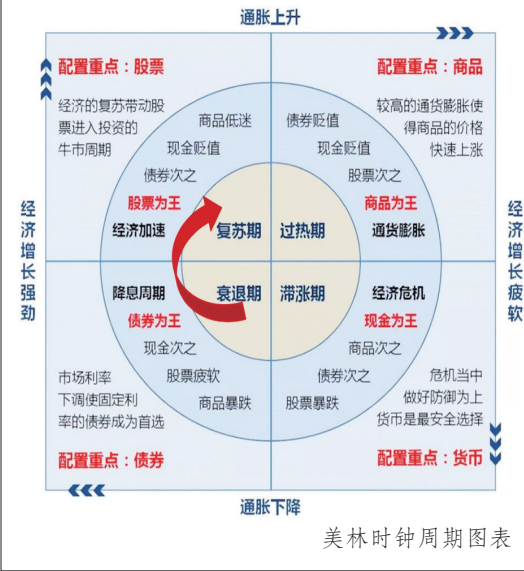 通胀上升
配置重点：股票
经济的复苏带动股
票进入投资的
牛市周期
商品低迷
现金贬值
债券次之
股票为王
经济加速
复苏期
配置重点：商品
较高的通货膨胀使
得商品的价格
快速上涨
债券贬值
现金贬值
股票次之
商品为王
通货膨胀
过热期
经济增长强劲
经济增长疲软
降息周期
债券为王
现金次之
股票疲软
商品暴跌
衰退期
市场利率
下调使固定利
率的债券成为首选
配置重点：债券
滞涨期
经济危机
现金为王
商品次之
债券次之
股票暴跌
危机当中
做好防御为上
货币是最安全选择
配置重点：货币
通胀下降
美林时钟周期图表